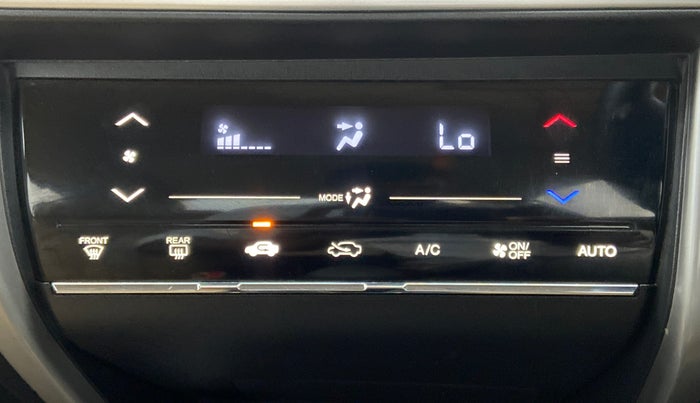 Lo
MODE
FRONT
REAR
A/C
ON/
OFF
AUTO